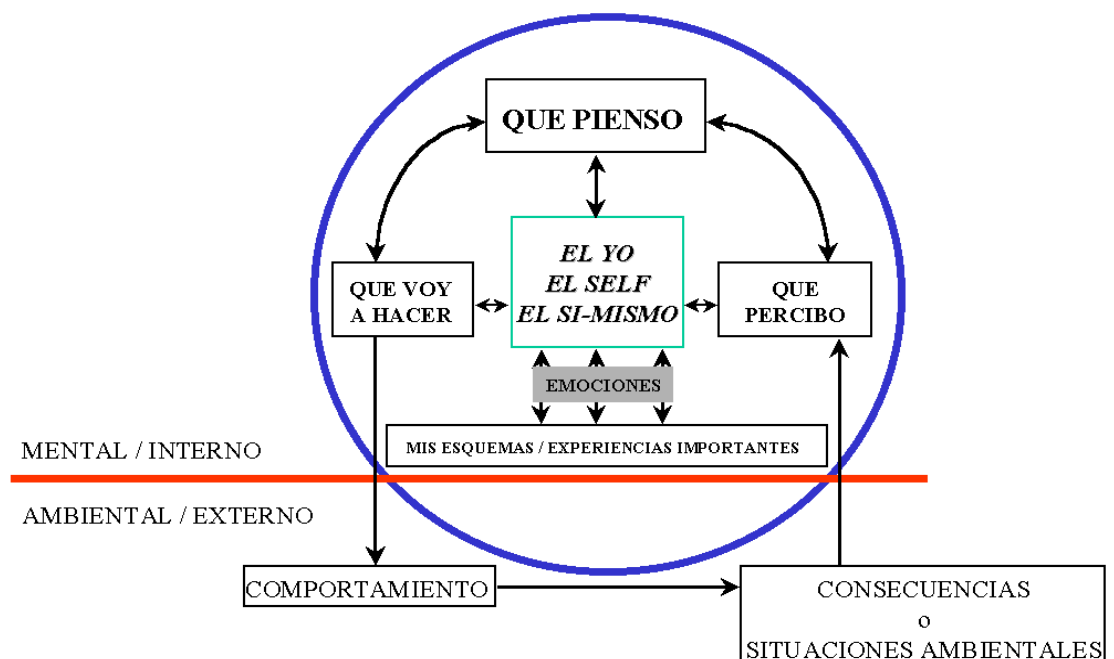 QUE PIENSO
EL YO
EL SELF
EL SI-MISMO
QUE VOY
A HACER
QUE
PERCIBO
EMOCIONES
MIS ESQUEMAS / EXPERIENCIAS IMPORTANTES
MENTAL / INTERNO
AMBIENTAL / EXTERNO
COMPORTAMIENTO
CONSECUENCIAS
o
SITUACIONES AMBIENTALES